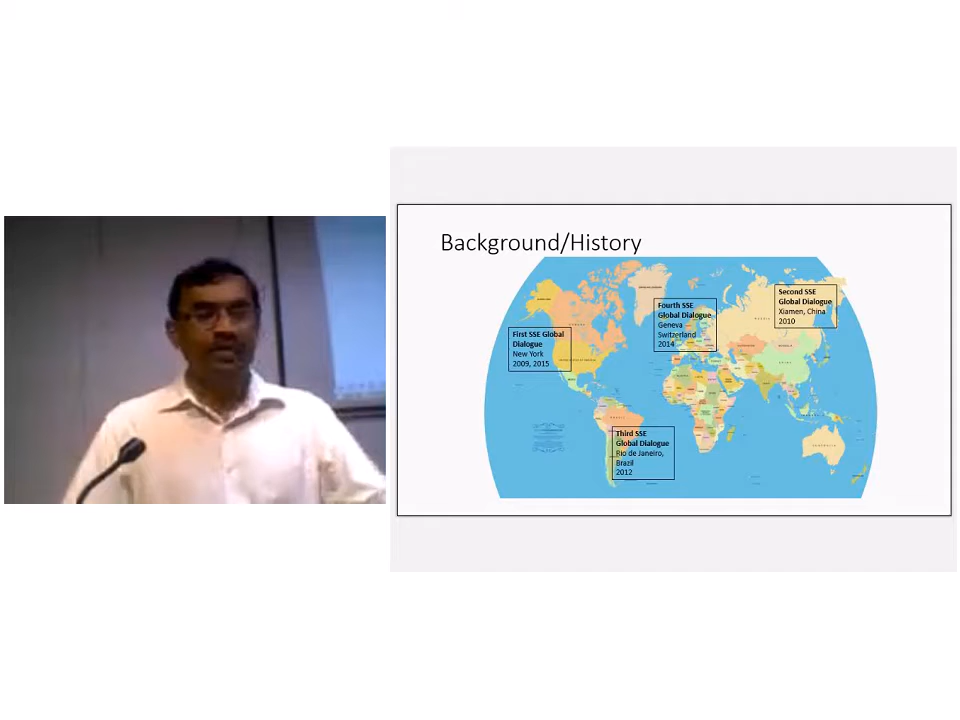 Background/History
First SSE Global
Dialogue
New York
2009, 2015
Fourth SSE
Global Dialogue
Geneva
Switzerland
2014
Second SSE
Global Dialogue
Xiamen, China
2010
Third SSE
Global Dialogue
Rio de Janeiro,
Brazil
2012